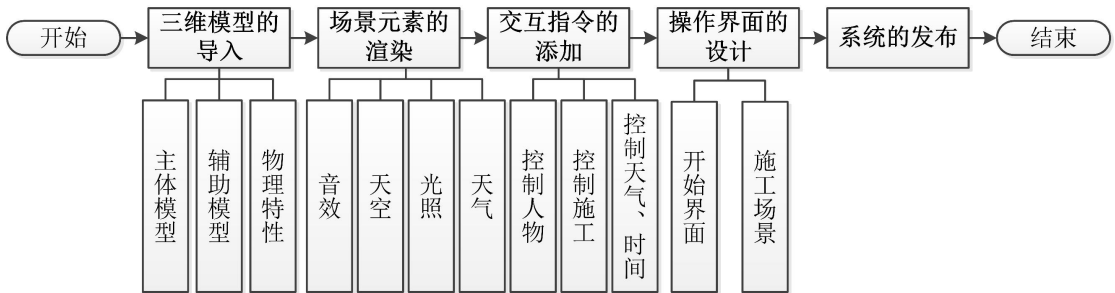 开始
三维模型的
导入
场景元素的
渲染
交互指令的
添加
操作界面的
设计
系统的发布
结束
主体模型
辅助模型
物理特性
音效
天空
光照
天气
控制人物
控制施工
控制天气、时间
开始界面
施工场景